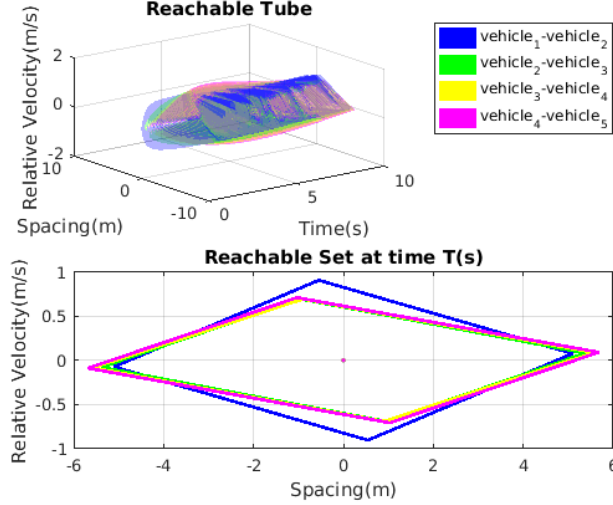 Reachable Tube
Relative Velocity(m/s)
2
0
-2
10
0
-10
Spacing(m)
0
5
10
Time(s)
vehicle₁-vehicle₂
vehicle₂-vehicle₃
vehicle₃-vehicle₄
vehicle₄-vehicle₅
Reachable Set at time T(s)
Relative Velocity(m/s)
1
0.5
0
-0.5
-1
-6 -4 -2 0 2 4 6
Spacing(m)